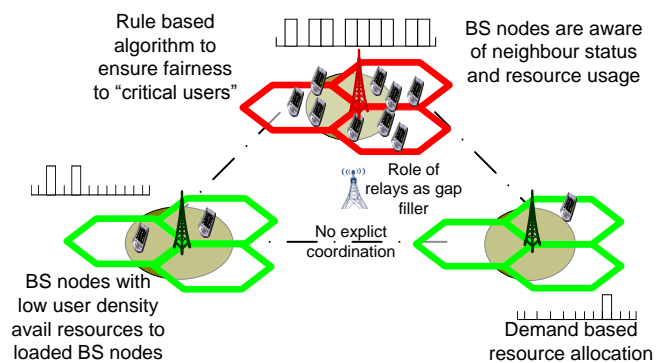 Rule based
algorithm to
ensure fairness
to “critical users”
BS nodes are aware
of neighbour status
and resource usage
Role of
relays as gap
filler
No explict
coordination
BS nodes with
low user density
avail resources to
loaded BS nodes
Demand based
resource allocation